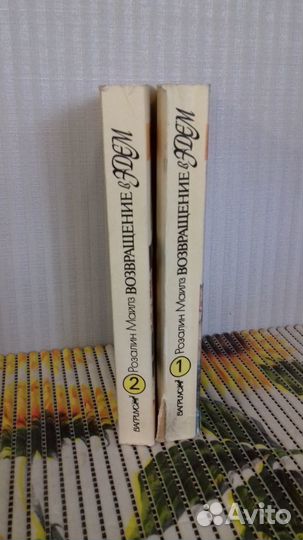 ВАГРИУС 2 Розалин Майлз ВОЗВРАЩЕНИЕ в ЭДЕМ
ВАГРИУС 1 Розалин Майлз ВОЗВРАЩЕНИЕ в ЭДЕМ
Avito